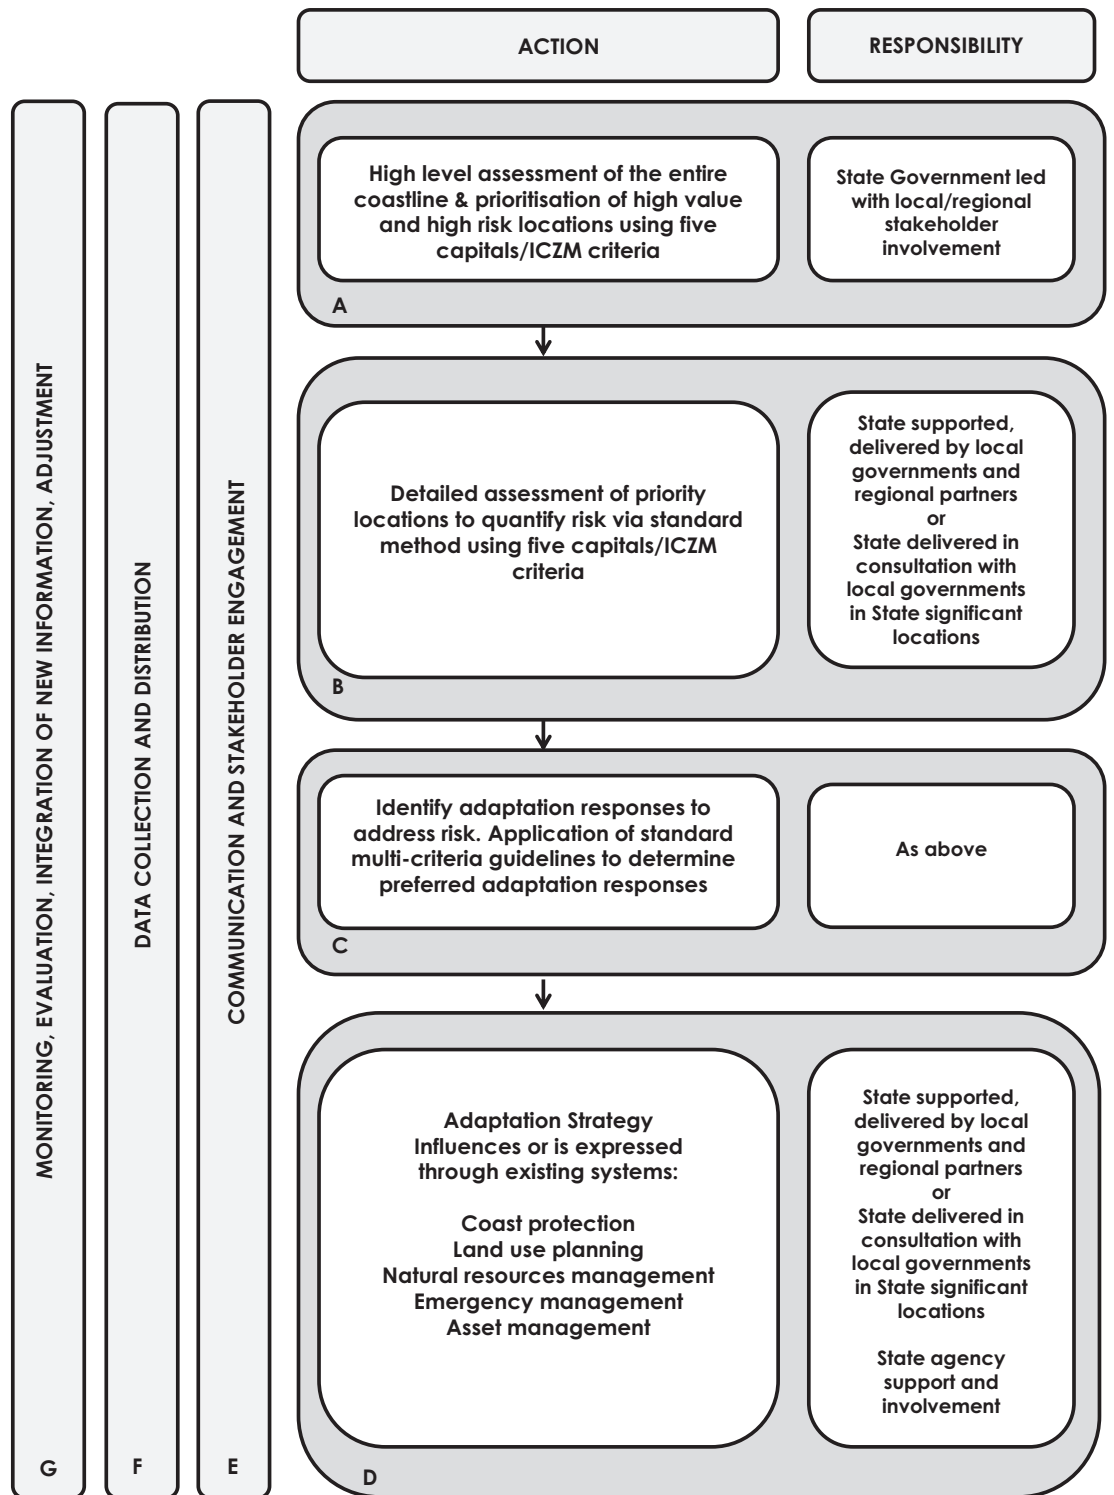 ACTION
RESPONSIBILITY
High level assessment of the entire
coastline & prioritisation of high value
and high risk locations using five
capitals/ICZM criteria
State Government led
with local/regional
stakeholder
involvement
A
Detailed assessment of priority
locations to quantify risk via standard
method using five capitals/ICZM
criteria
State supported,
delivered by local
governments and
regional partners
or
State delivered in
consultation with
local governments
in State significant
locations
B
Identify adaptation responses to
address risk. Application of standard
multi-criteria guidelines to determine
preferred adaptation responses
As above
C
Adaptation Strategy
Influences or is expressed
through existing systems:
Coast protection
Land use planning
Natural resources management
Emergency management
Asset management
State supported,
delivered by local
governments and
regional partners
or
State delivered in
consultation with
local governments
in State significant
locations
State agency
support and
involvement
D
MONITORING, EVALUATION, INTEGRATION OF NEW INFORMATION, ADJUSTMENT
G
DATA COLLECTION AND DISTRIBUTION
F
COMMUNICATION AND STAKEHOLDER ENGAGEMENT
E